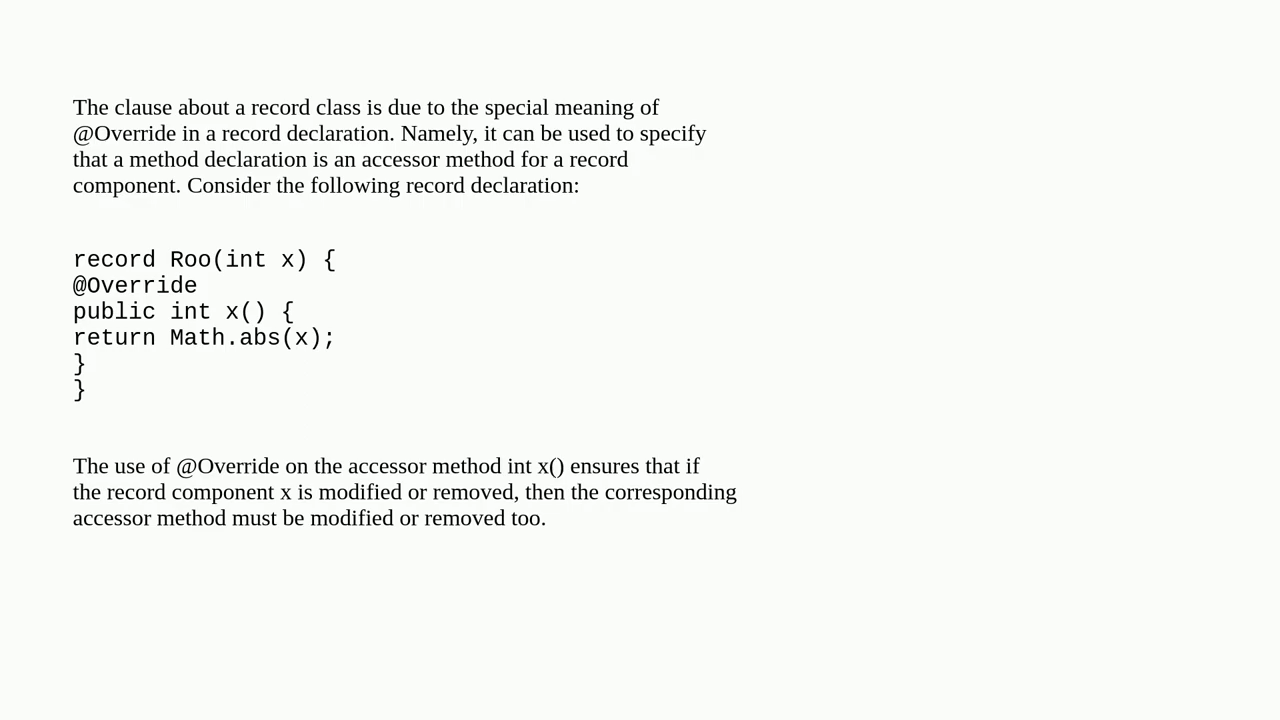 The clause about a record class is due to the special meaning of
@Override in a record declaration. Namely, it can be used to specify
that a method declaration is an accessor method for a record
component. Consider the following record declaration:
record Roo(int x) {
@Override
public int x() {
return Math.abs(x);
}
}
The use of @Override on the accessor method int x() ensures that if
the record component x is modified or removed, then the corresponding
accessor method must be modified or removed too.